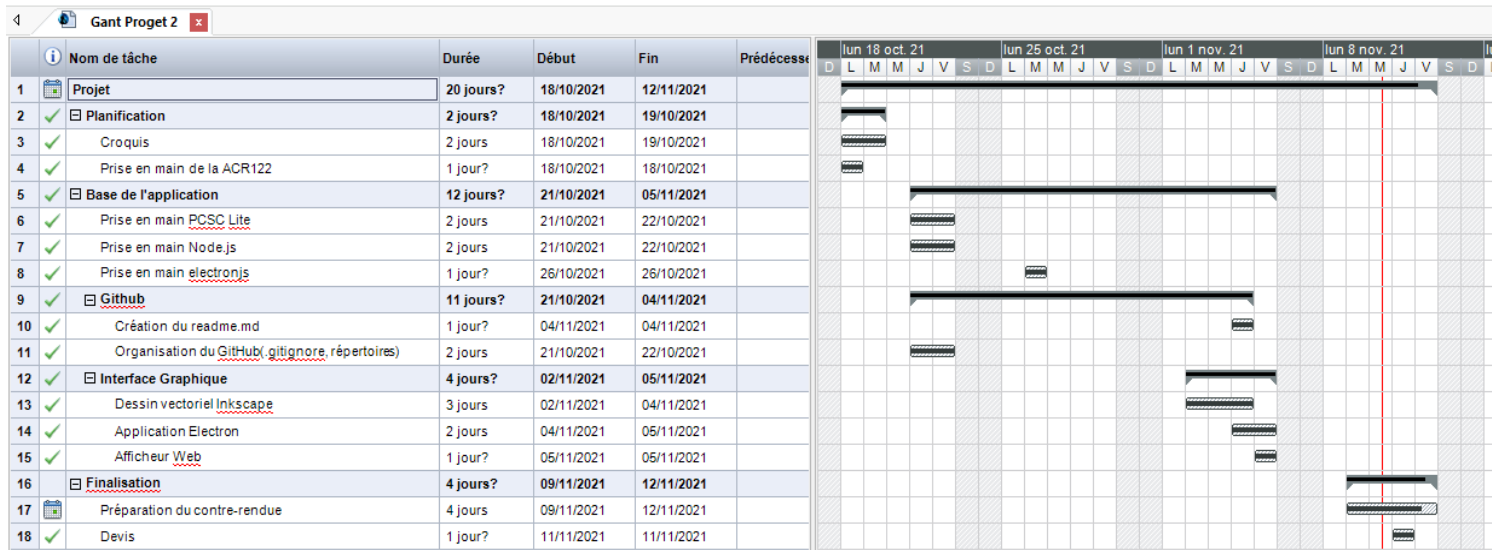 Gant Proget 2 x
Nom de tâche Durée Début Fin Prédécesse
lun 18 oct. 21 lun 25 oct. 21 lun 1 nov. 21 lun 8 nov. 21
D L M M J V S D L M M J V S D L M M J V S D L M M J V S D
1 Projet 20 jours? 18/10/2021 12/11/2021
2 Planification 2 jours? 18/10/2021 19/10/2021
3 Croquis 2 jours 18/10/2021 19/10/2021
4 Prise en main de la ACR122 1 jour? 18/10/2021 18/10/2021
5 Base de l'application 12 jours? 21/10/2021 05/11/2021
6 Prise en main PCSC Lite 2 jours 21/10/2021 22/10/2021
7 Prise en main Node.js 2 jours 21/10/2021 22/10/2021
8 Prise en main electronjs 1 jour? 26/10/2021 26/10/2021
9 Github 11 jours? 21/10/2021 04/11/2021
10 Création du readme.md 1 jour? 04/11/2021 04/11/2021
11 Organisation du GitHub(.gitignore, répertoires) 2 jours 21/10/2021 22/10/2021
12 Interface Graphique 4 jours? 02/11/2021 05/11/2021
13 Dessin vectoriel Inkscape 3 jours 02/11/2021 04/11/2021
14 Application Electron 2 jours 04/11/2021 05/11/2021
15 Afficheur Web 1 jour? 05/11/2021 05/11/2021
16 Finalisation 4 jours? 09/11/2021 12/11/2021
17 Préparation du contre-rendue 4 jours 09/11/2021 12/11/2021
18 Devis 1 jour? 11/11/2021 11/11/2021